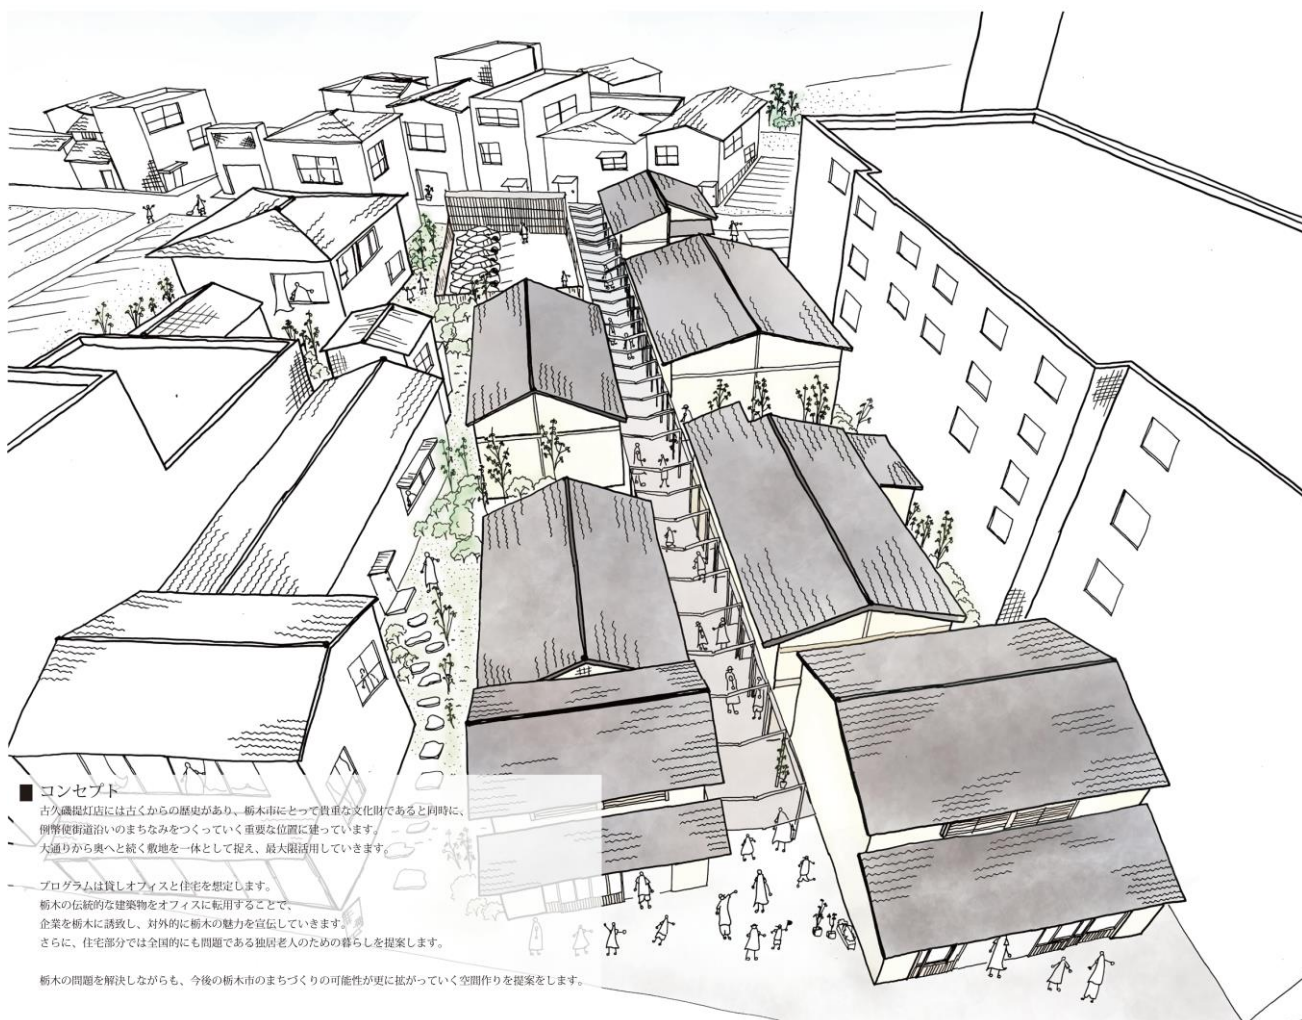 ■ コンセプト
古久磯提灯店には古くからの歴史があり、栃木市にとって貴重な文化財であると同時に、
例幣使街道沿いのまちなみをつくっていく重要な位置に建っています。
大通りから奥へと続く敷地を一体として捉え、最大限活用していきます。
プログラムは貸しオフィスと住宅を想定します。
栃木の伝統的な建築物をオフィスに転用することで、
企業を栃木に誘致し、対外的に栃木の魅力を宣伝していきます。
さらに、住宅部分では全国的にも問題である独居老人のための暮らしを提案します。
栃木の問題を解決しながらも、今後の栃木市のまちづくりの可能性が更に拡がっていく空間作りを提案をします。